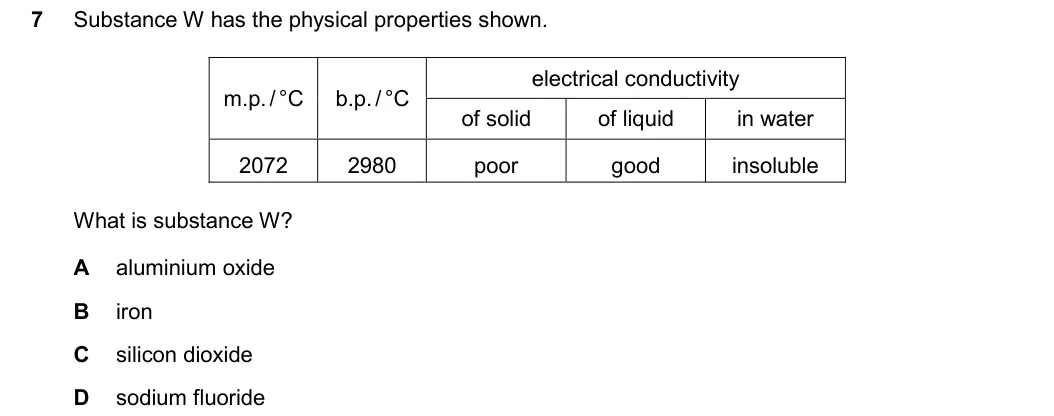 7 Substance W has the physical properties shown.
electrical conductivity
m.p./°C b.p./°C
of solid of liquid in water
2072 2980 poor good insoluble
What is substance W?
A aluminium oxide
B iron
C silicon dioxide
D sodium fluoride